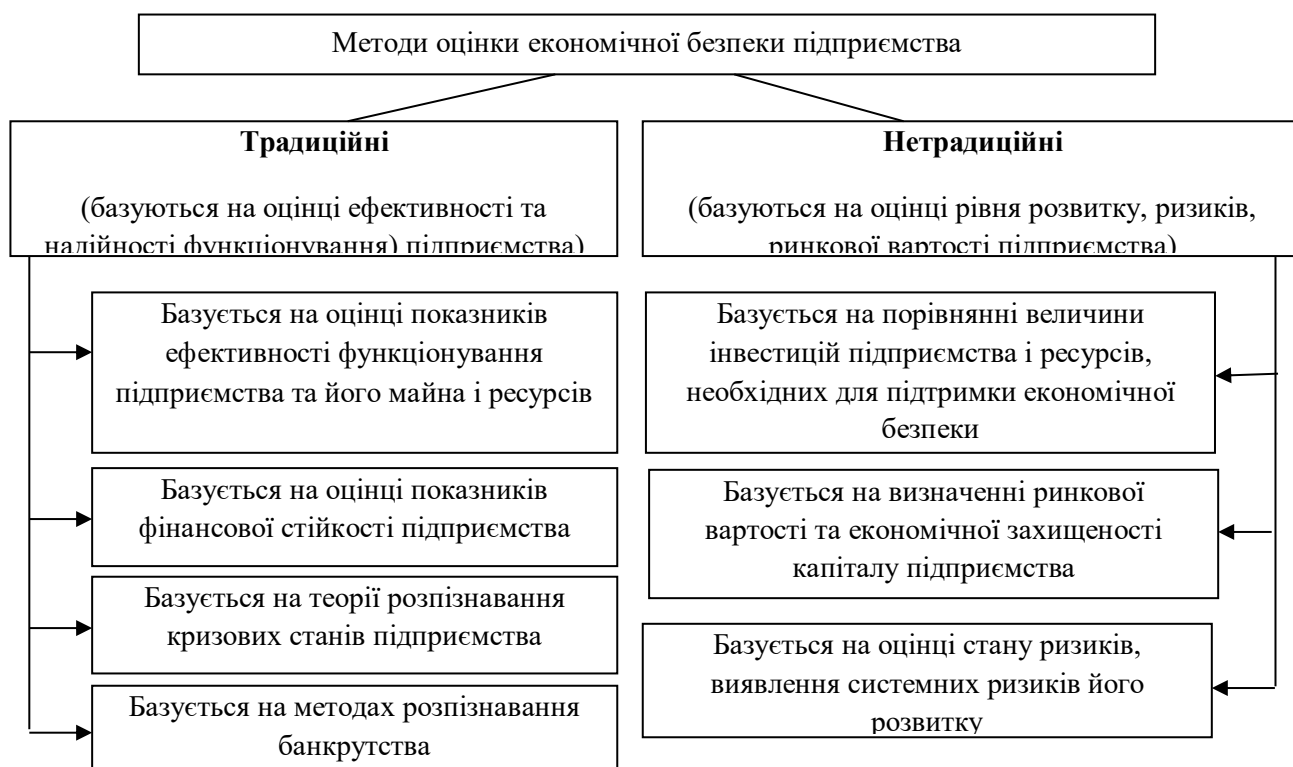 Методи оцінки економічної безпеки підприємства
Традиційні
(базуються на оцінці ефективності та
надійності функціонування) підприємства)
Базується на оцінці показників
ефективності функціонування
підприємства та його майна і ресурсів
Базується на оцінці показників
фінансової стійкості підприємства
Базується на теорії розпізнавання
кризових станів підприємства
Базується на методах розпізнавання
банкрутства
Нетрадиційні
(базуються на оцінці рівня розвитку, ризиків,
ринкової вартості підприємства)
Базується на порівнянні величини
інвестицій підприємства і ресурсів,
необхідних для підтримки економічної
безпеки
Базується на визначенні ринкової
вартості та економічної захищеності
капіталу підприємства
Базується на оцінці стану ризиків,
виявлення системних ризиків його
розвитку